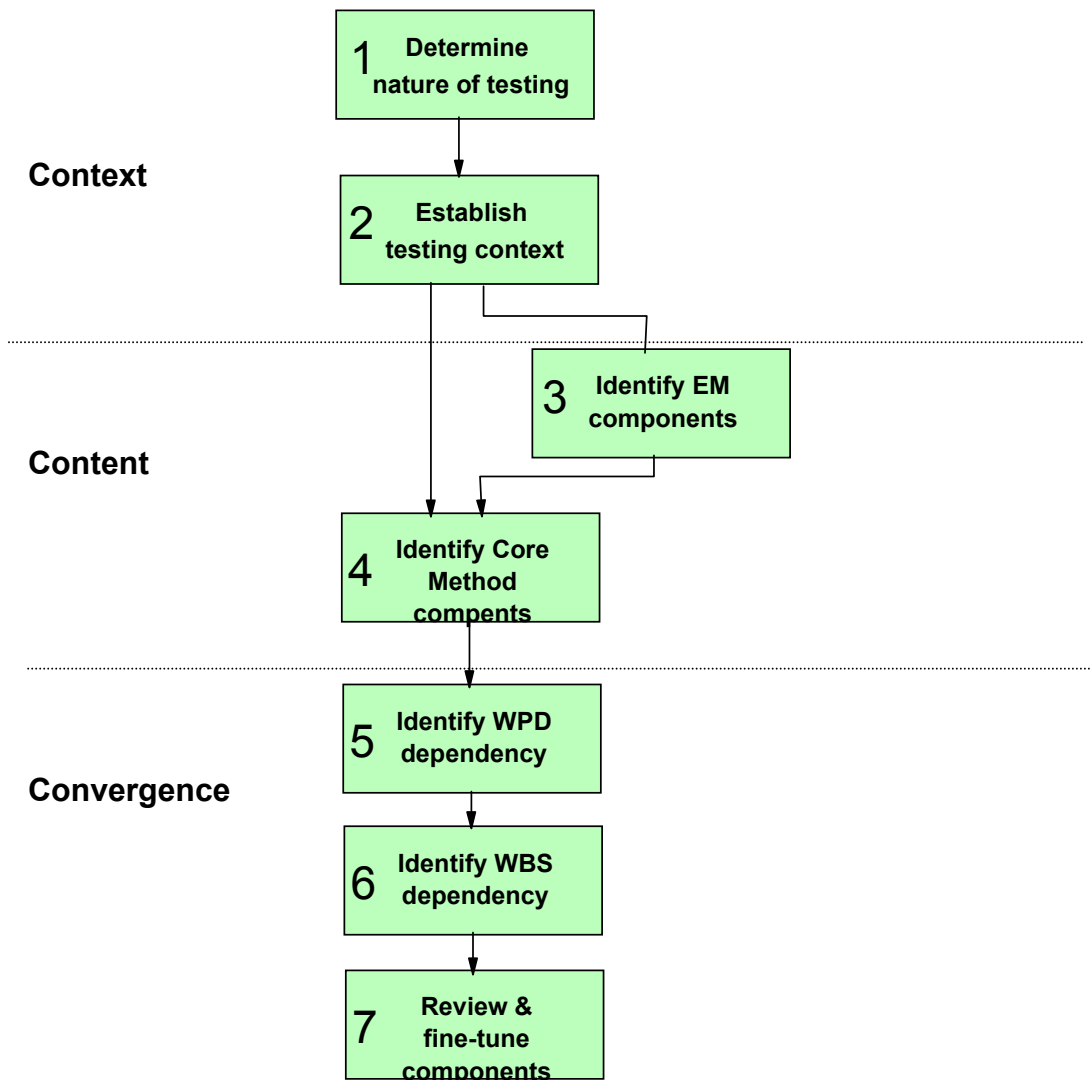 1
Determine
nature of testing
Context
2
Establish
testing context
3
Identify EM
components
Content
4
Identify Core
Method
compents
5
Identify WPD
dependency
Convergence
6
Identify WBS
dependency
7
Review &
fine-tune
components